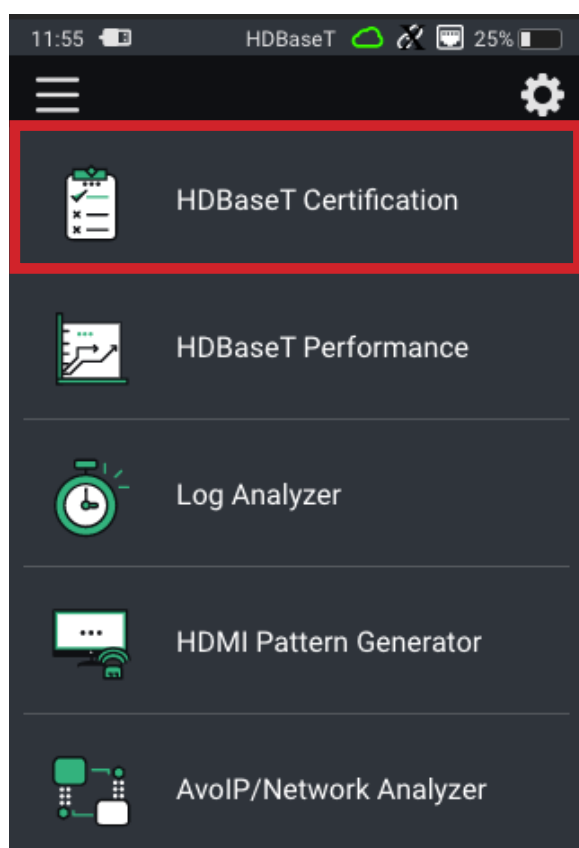 11:55 HDBaseT 25%
HDBaseT Certification
HDBaseT Performance
Log Analyzer
HDMI Pattern Generator
AvoIP/Network Analyzer